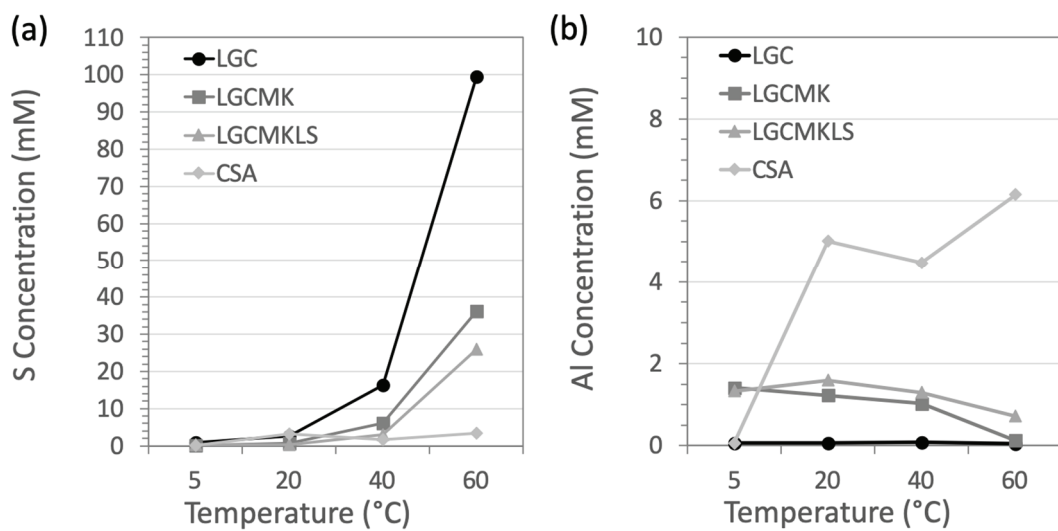 (a)
S Concentration (mM)
110
100
90
80
70
60
50
40
30
20
10
0
LGC
LGCMK
LGCMKLS
CSA
5 20 40 60
Temperature (°C)
(b)
Al Concentration (mM)
10
8
6
4
2
0
LGC
LGCMK
LGCMKLS
CSA
5 20 40 60
Temperature (°C)